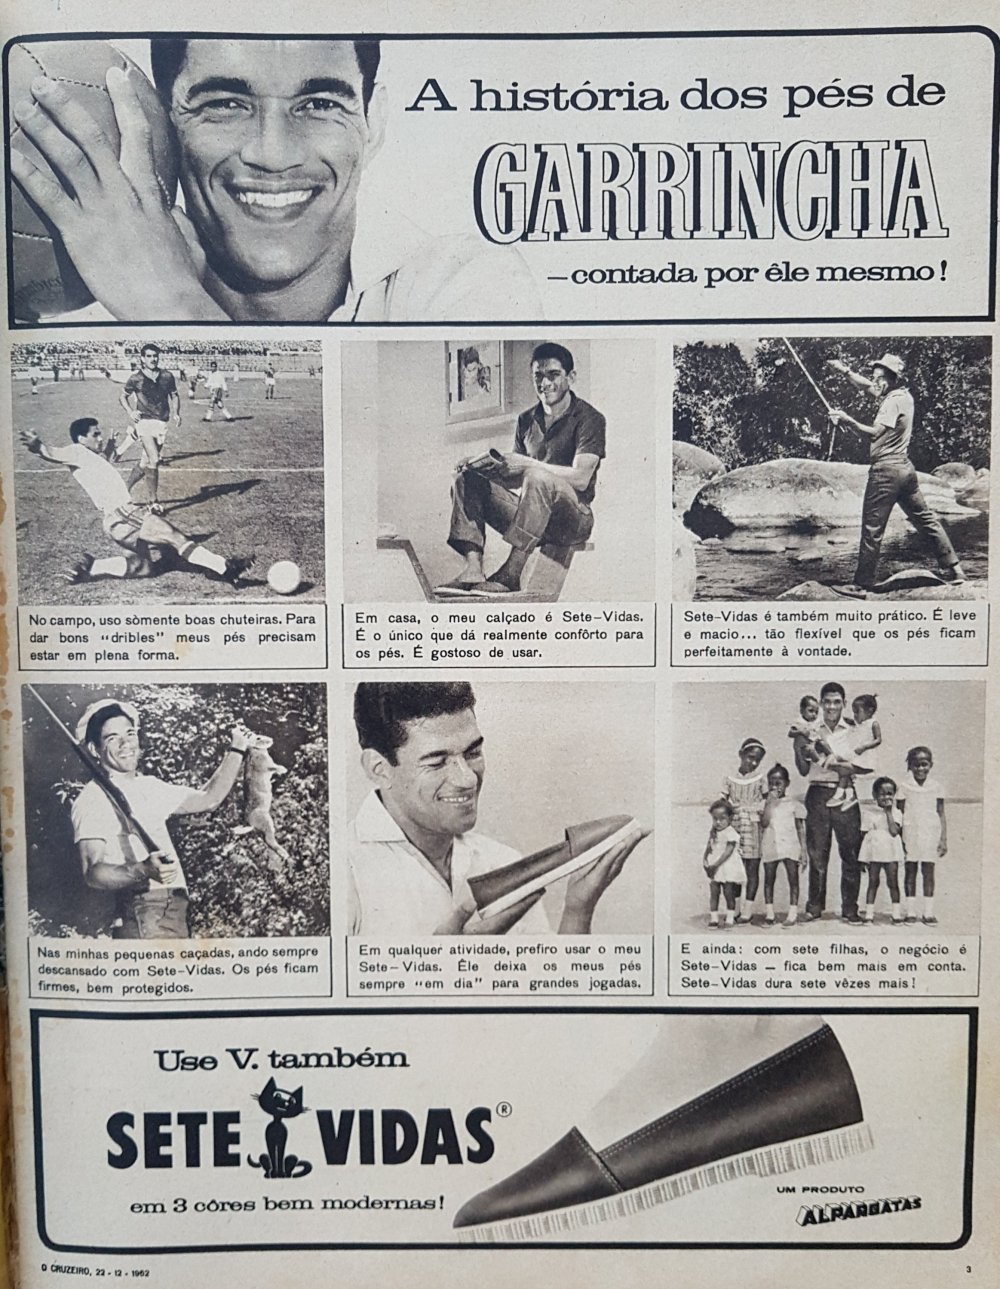 A história dos pés de
GARRINCHA
—contada por êle mesmo!
No campo, uso sòmente boas chuteiras. Para
dar bons “dribles” meus pés precisam
estar em plena forma.
Em casa, o meu calçado é Sete-Vidas.
É o único que dá realmente confôrto para
os pés. É gostoso de usar.
Sete-Vidas é também muito prático. É leve
e macio... tão flexível que os pés ficam
perfeitamente à vontade.
Nas minhas pequenas caçadas, ando sempre
descansado com Sete-Vidas. Os pés ficam
firmes, bem protegidos.
Em qualquer atividade, prefiro usar o meu
Sete-Vidas. Êle deixa os meus pés
sempre “em dia” para grandes jogadas.
E ainda: com sete filhas, o negócio é
Sete-Vidas — fica bem mais em conta.
Sete-Vidas dura sete vêzes mais!
Use V. também
SETE VIDAS®
em 3 côres bem modernas!
UM PRODUTO
ALPARGATAS
O CRUZEIRO, 22 - 12 - 1962
3